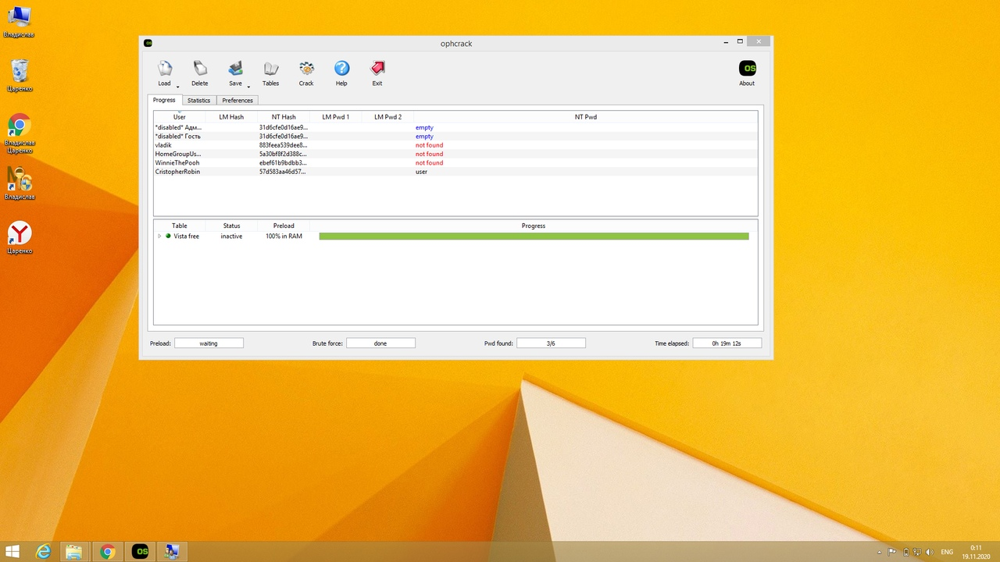 Владислав
Царенко
Владислав
Царенко
Владислав
Царенко
OS
ophcrack
Load
Delete
Save
Tables
Crack
Help
Exit
OS
About
Progress
Statistics
Preferences
User LM Hash NT Hash LM Pwd 1 LM Pwd 2 NT Pwd
*disabled* Адм... 31d6cfe0d16ae9... empty
*disabled* Гость 31d6cfe0d16ae9... empty
vladik 883feea539dee8... not found
HomeGroupUs... 5a30bf8f2d388c... not found
WinnieThePooh ebef61b9bdbb3... not found
CristopherRobin 57d583aa46d57... user
Table Status Preload Progress
Vista free inactive 100% in RAM
Preload: waiting Brute force: done Pwd found: 3/6 Time elapsed: 0h 19m 12s
OS
ENG
0:11
19.11.2020